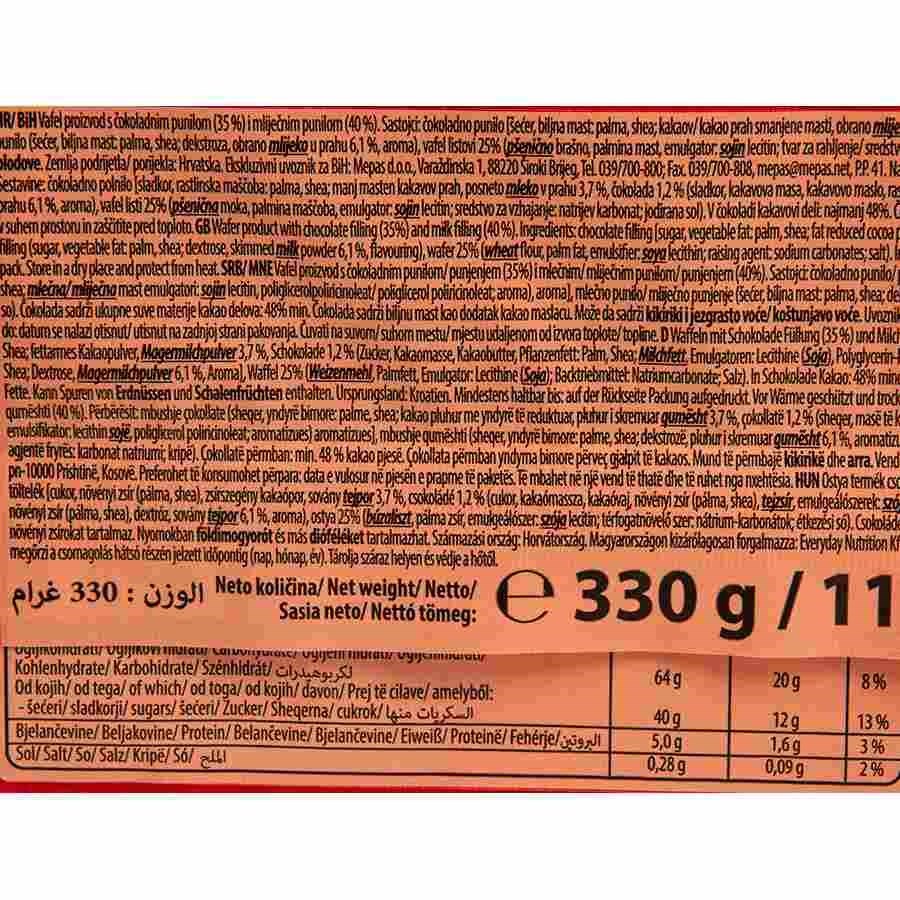 HR/ BiH Vafel proizvod s čokoladnim punilom (35 %) i mliječnim punilom (40 %). Sastojci: čokoladno punilo [šećer, biljna mast: palma, shea; kakaov/ kakao prah smanjene masti, obrano
punilo (šećer, biljna mast: palma, shea; dekstroza, obrano mlijeko u prahu 6,1 %, aroma), vafel listovi 25% (pšenično brašno, palmina mast, emulgator: sojin lecitin; tvar za rahljenje/
plodove. Zemlja podrijetla/ porijekla: Hrvatska. Ekskluzivni uvoznik za BiH: Mepas d.o.o., Varaždinska 1, 88220 Široki Brijeg, Tel. 039/700-800; Fax. 039/700-808, mepas@mepas.net, P.P. 41.
Sestavine: čokoladno polnilo [sladkor, rastlinska maščoba: palma, shea; manj masten kakavov prah, posneto mleko v prahu 3,7 %, čokolada 1,2 % (sladkor, kakavova masa, kakavovo maslo,
prahu 6,1 %, aroma), vafel listi 25% (pšenična moka, palmina maščoba, emulgator: sojin lecitin; sredstvo za vzhajanje: natrijev karbonat; jodirana sol). V čokoladi kakavovi deli: najmanj 48%.
v suhem prostoru in zaščitite pred toploto. GB Wafer product with chocolate filling (35%) and milk filling (40 %). Ingredients: chocolate filling [sugar, vegetable fat: palm, shea; fat reduced cocoa
filling (sugar, vegetable fat: palm, shea; dextrose, skimmed milk powder 6,1 %, flavouring), wafer 25% (wheat flour, palm fat, emulsifier: soya lecithin; raising agent: sodium carbonates; salt).
pack. Store in a dry place and protect from heat. SRB/ MNE Vafel proizvod s čokoladnim punilom/ punjenjem (35%) i mlečnim/ mliječnim punilom/ punjenjem (40%). Sastojci: čokoladno punilo/
shea; mlečna/ mliječna mast emulgatori: sojin lecitin, poliglicerolpoliricinoleat/ poliglicerol poliricinoleat; aroma), aroma], mlečno punilo/ mliječno punjenje (šećer, biljna mast: palma, shea;
so). Čokolada sadrži ukupne suve materije kakao delova: 48% min. Čokolada sadrži biljnu mast kao dodatak kakao maslacu. Može da sadrži kikiriki i jezgrasto voće/ koštunjavo voće.
do: datum se nalazi otisnut/ utisnut na zadnjoj strani pakovanja. Čuvati na suvom/ suhom mestu/ mjestu udaljenom od izvora toplote/ topline. D Waffeln mit Schokolade Füllung (35 %) und
Shea; fettarmes Kakaopulver, Magermilchpulver 3,7 %, Schokolade 1,2 % (Zucker, Kakaomasse, Kakaobutter, Pflanzenfett: Palm, Shea; Milchfett, Emulgatoren: Lecithine (Soja),
Shea; Dextrose, Magermilchpulver 6,1 %, Aroma), Waffel 25% (Weizenmehl, Palmfett, Emulgator: Lecithine (Soja); Backtriebmittel: Natriumcarbonate; Salz). In Schokolade Kakao: 48%
Fette. Kann Spuren von Erdnüssen und Schalenfrüchten enthalten. Ursprungsland: Kroatien. Mindestens haltbar bis: auf der Rückseite Packung aufgedruckt. Vor Wärme geschützt und
qumështi (40 %). Përbërësit: mbushje çokollate (sheqer, yndyrë bimore: palme, shea; kakao pluhur me yndyrë të reduktuar, pluhur i skremuar qumësht 3,7 %, çokollatë 1,2 % (sheqer, masë të
emulsifikator: lecithin sojë, poliglicerol poliricinoleat; aromatizues) aromatizues], mbushje qumështi (sheqer, yndyrë bimore: palme, shea; dekstrozë, pluhur i skremuar qumësht 6,1 %,
agjentë fryrës: karbonat natriumi; kripë). Çokollatë përmban: min. 48 % kakao pjesë. Çokollata përmban yndyrna bimore përveç gjalpit të kakaos. Mund të përmbajë kikirikë dhe arra.
pn-10000 Prishtinë, Kosovë. Preferohet të konsumohet përpara: data e vulosur në pjesën e prapme të paketës. Të mbahet në një vend të thatë dhe të ruhet nga nxehtësia. HUN Ostya termék
töltelék [cukor, növényi zsír (pálma, shea), zsírszegény kakaópor, sovány tejpor 3,7 %, csokoládé 1,2 % (cukor, kakaómassza, kakaóvaj, növényi zsír (pálma, shea), tejzsír, emulgeálószerek:
növényi zsír (pálma, shea), dextróz, sovány tejpor 6,1 %, aroma), ostya 25% (búzaliszt, pálma zsír, emulgeálószer: szója lecitin; térfogatnövelő szer: nátrium-karbonátok; étkezési só).
növényi zsírokat tartalmaz. Nyomokban földimogyorót és más dióféléket tartalmazhat. Származási ország: Horvátország. Magyarországon kizárólagosan forgalmazza: Everyday Nutrition
megőrzi a csomagolás hátsó részén jelzett időpontig (nap, hónap, év). Tárolja száraz helyen és védje a hőtől.
الوزن : 330 غرام
Neto količina/ Net weight/ Netto/
Sasia neto/ Nettó tömeg:
e 330 g / 11
Kohlenhydrate/ Karbohidrate/ Szénhidrát/ لكربوهيدرات 64 g 20 g 8 %
Od kojih/ od tega/ of which/ od toga/ od kojih/ davon/ Prej të cilave/ amelyből:
- šećeri/ sladkorji/ sugars/ šećeri/ Zucker/ Sheqerna/ cukrok/ السكريات منها 40 g 12 g 13 %
Bjelančevine/ Beljakovine/ Protein/ Belančevine/ Bjelančevine/ Eiweiß/ Proteinë/ Fehérje/ البروتين 5,0 g 1,6 g 3 %
Sol/ Salt/ So/ Salz/ Kripë/ Só/ الملح 0,28 g 0,09 g 2 %